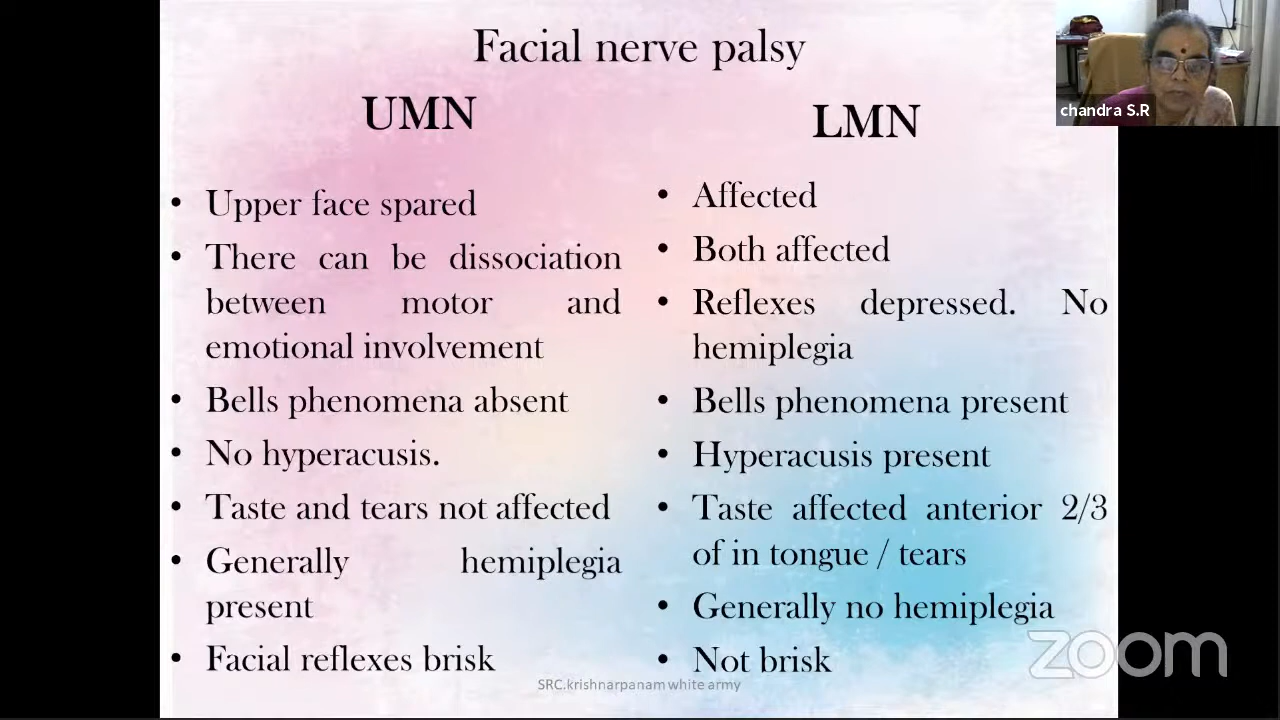 Facial nerve palsy
chandra S.R
UMN
• Upper face spared
• There can be dissociation
between motor and
emotional involvement
• Bells phenomena absent
• No hyperacusis.
• Taste and tears not affected
• Generally hemiplegia
present
• Facial reflexes brisk
LMN
• Affected
• Both affected
• Reflexes depressed. No
hemiplegia
• Bells phenomena present
• Hyperacusis present
• Taste affected anterior 2/3
of in tongue / tears
• Generally no hemiplegia
• Not brisk
SRC.krishnarpanam white army
zoom